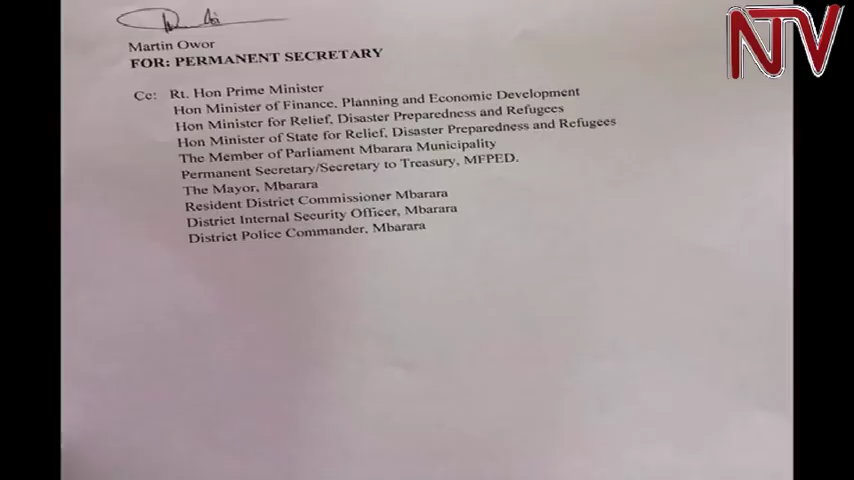 NTV
Martin Owor
FOR: PERMANENT SECRETARY
Cc: Rt. Hon Prime Minister
Hon Minister of Finance, Planning and Economic Development
Hon Minister for Relief, Disaster Preparedness and Refugees
Hon Minister of State for Relief, Disaster Preparedness and Refugees
The Member of Parliament Mbarara Municipality
Permanent Secretary/Secretary to Treasury, MFPED.
The Mayor, Mbarara
Resident District Commissioner Mbarara
District Internal Security Officer, Mbarara
District Police Commander, Mbarara